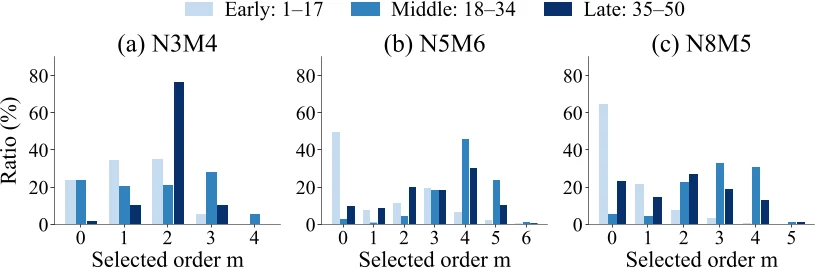 Early: 1–17 Middle: 18–34 Late: 35–50
(a) N3M4 (b) N5M6 (c) N8M5
Ratio (%)
80 60 40 20 0
0 1 2 3 4
Selected order m
80 60 40 20 0
0 1 2 3 4 5 6
Selected order m
80 60 40 20 0
0 1 2 3 4 5
Selected order m